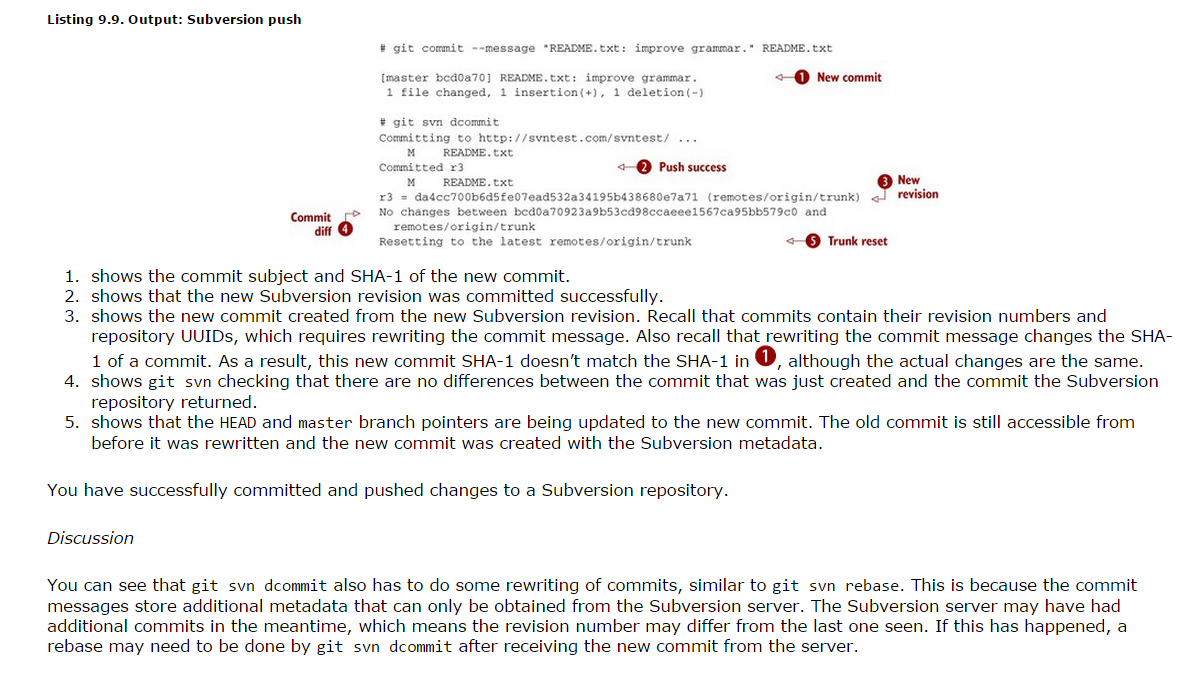 Listing 9.9. Output: Subversion push
# git commit --message "README.txt: improve grammar." README.txt
[master bcd0a70] README.txt: improve grammar.
1 New commit
1 file changed, 1 insertion(+), 1 deletion(-)
# git svn dcommit
Committing to http://svntest.com/svntest/ ...
M README.txt
Committed r3
2 Push success
M README.txt
3 New revision
r3 = da4cc700b6d5fe07ead532a34195b438680e7a71 (remotes/origin/trunk)
Commit diff 4
No changes between bcd0a70923a9b53cd98ccaeee1567ca95bb579c0 and
remotes/origin/trunk
Resetting to the latest remotes/origin/trunk
5 Trunk reset
1. shows the commit subject and SHA-1 of the new commit.
2. shows that the new Subversion revision was committed successfully.
3. shows the new commit created from the new Subversion revision. Recall that commits contain their revision numbers and
repository UUIDs, which requires rewriting the commit message. Also recall that rewriting the commit message changes the SHA-
1 of a commit. As a result, this new commit SHA-1 doesn't match the SHA-1 in 1, although the actual changes are the same.
4. shows git svn checking that there are no differences between the commit that was just created and the commit the Subversion
repository returned.
5. shows that the HEAD and master branch pointers are being updated to the new commit. The old commit is still accessible from
before it was rewritten and the new commit was created with the Subversion metadata.
You have successfully committed and pushed changes to a Subversion repository.
Discussion
You can see that git svn dcommit also has to do some rewriting of commits, similar to git svn rebase. This is because the commit
messages store additional metadata that can only be obtained from the Subversion server. The Subversion server may have had
additional commits in the meantime, which means the revision number may differ from the last one seen. If this has happened, a
rebase may need to be done by git svn dcommit after receiving the new commit from the server.